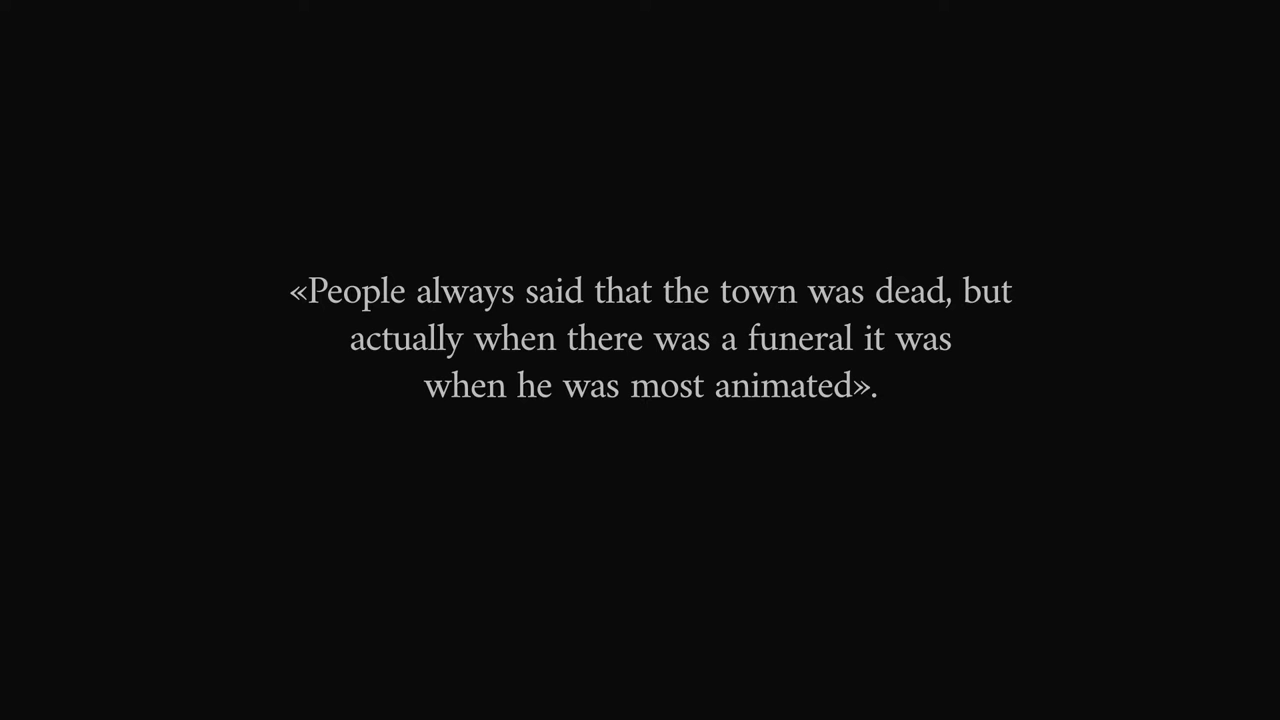 «People always said that the town was dead, but
actually when there was a funeral it was
when he was most animated».